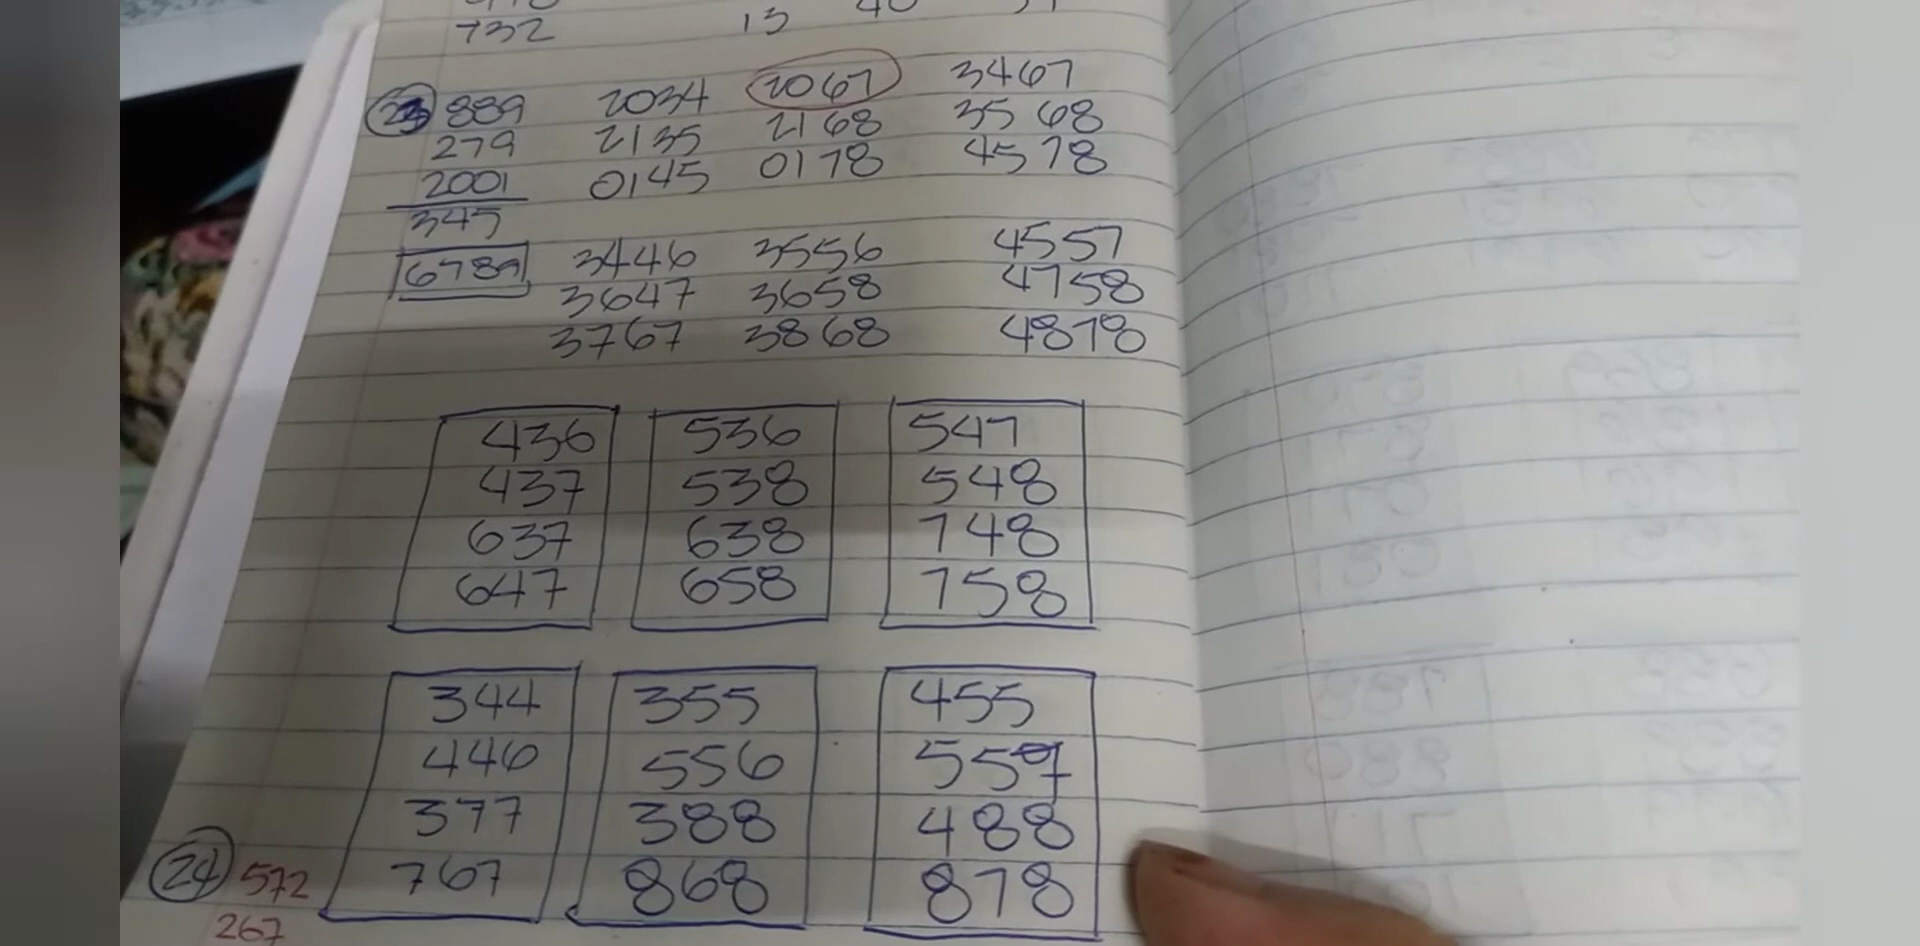 732 13
23 889 2034 2067 3467
279 2135 2168 3568
2001 0145 0178 4578
345
6789 3446 3556 4557
3647 3658 4758
3767 3868 4878
436 536 547
437 538 548
637 638 748
647 658 758
344 355 455
446 556 557
377 388 488
767 868 878
24 572
267